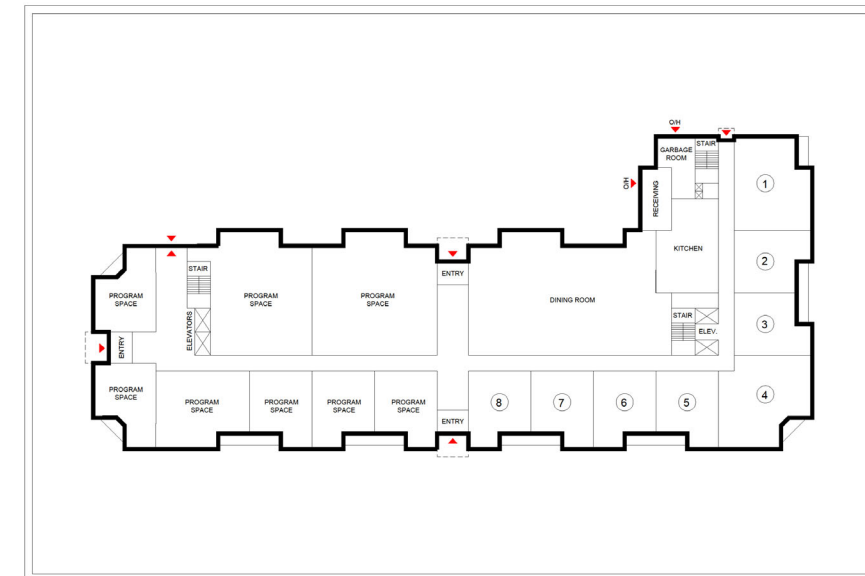 O/H
STAIR
GARBAGE
ROOM
O/H
RECEIVING
1
KITCHEN
2
STAIR
ENTRY
PROGRAM
SPACE
PROGRAM
SPACE
PROGRAM
SPACE
DINING ROOM
ELEVATORS
STAIR
ELEV.
3
ENTRY
PROGRAM
SPACE
PROGRAM
SPACE
PROGRAM
SPACE
PROGRAM
SPACE
PROGRAM
SPACE
ENTRY
8
7
6
5
4